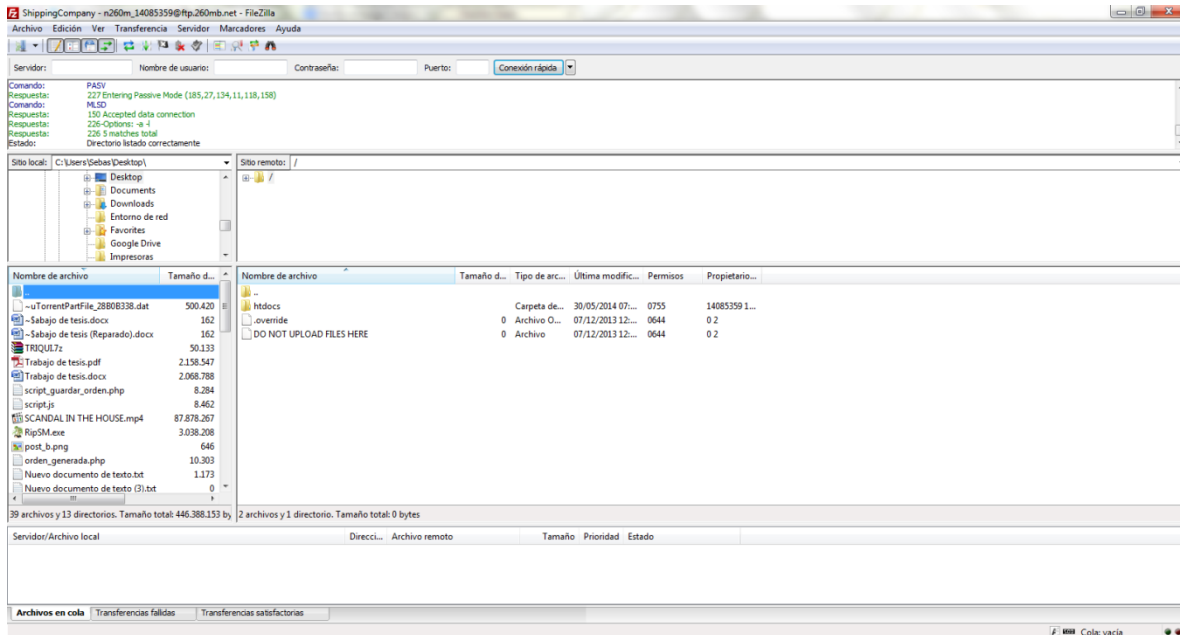 ShippingCompany - n260m_14085359@ftp.260mb.net - FileZilla
Archivo Edición Ver Transferencia Servidor Marcadores Ayuda
Servidor: Nombre de usuario: Contraseña: Puerto: Conexión rápida
Comando: PASV
Respuesta: 227 Entering Passive Mode (185,27,134,11,118,158)
Comando: MLSD
Respuesta: 150 Accepted data connection
Respuesta: 226-Options: -a -l
Respuesta: 226 5 matches total
Estado: Directorio listado correctamente
Sitio local: C:\Users\Sebas\Desktop\ Sitio remoto: /
Desktop /
Documents
Downloads
Entorno de red
Favorites
Google Drive
Impresoras
Nombre de archivo Tamaño d... Nombre de archivo Tamaño d... Tipo de arc... Última modific... Permisos Propietario...
.. ..
~uTorrentPartFile_28B0B338.dat 500.420 htdocs Carpeta de... 30/05/2014 07:... 0755 14085359 1...
~$abajo de tesis.docx 162 .override 0 Archivo O... 07/12/2013 12:... 0644 0 2
~$abajo de tesis (Reparado).docx 162 DO NOT UPLOAD FILES HERE 0 Archivo 07/12/2013 12:... 0644 0 2
50.133
Trabajo de tesis.pdf 2.158.547
Trabajo de tesis.docx 2.068.788
script_guardar_orden.php 8.284
script.js 8.462
SCANDAL IN THE HOUSE.mp4 87.878.267
RipSM.exe 3.038.208
post_b.png 646
orden_generada.php 10.303
Nuevo documento de texto.txt 1.173
Nuevo documento de texto (3).txt 0
39 archivos y 13 directorios. Tamaño total: 446.388.153 by 2 archivos y 1 directorio. Tamaño total: 0 bytes
Servidor/Archivo local Direcci... Archivo remoto Tamaño Prioridad Estado
Archivos en cola Transferencias fallidas Transferencias satisfactorias
Cola: vacía